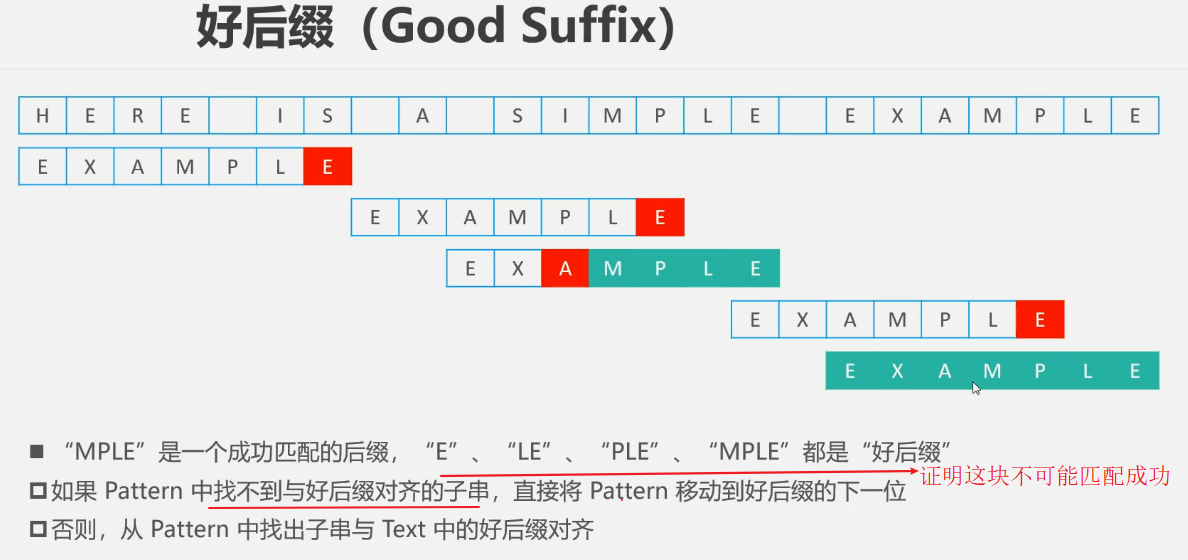 好后缀（Good Suffix）
H E R E I S A S I M P L E E X A M P L E
E X A M P L E
E X A M P L E
E X A M P L E
E X A M P L E
E X A M P L E
“MPLE”是一个成功匹配的后缀，“E”、“LE”、“PLE”、“MPLE”都是“好后缀”
证明这块不可能匹配成功
如果 Pattern 中找不到与好后缀对齐的子串，直接将 Pattern 移动到好后缀的下一位
否则，从 Pattern 中找出子串与 Text 中的好后缀对齐